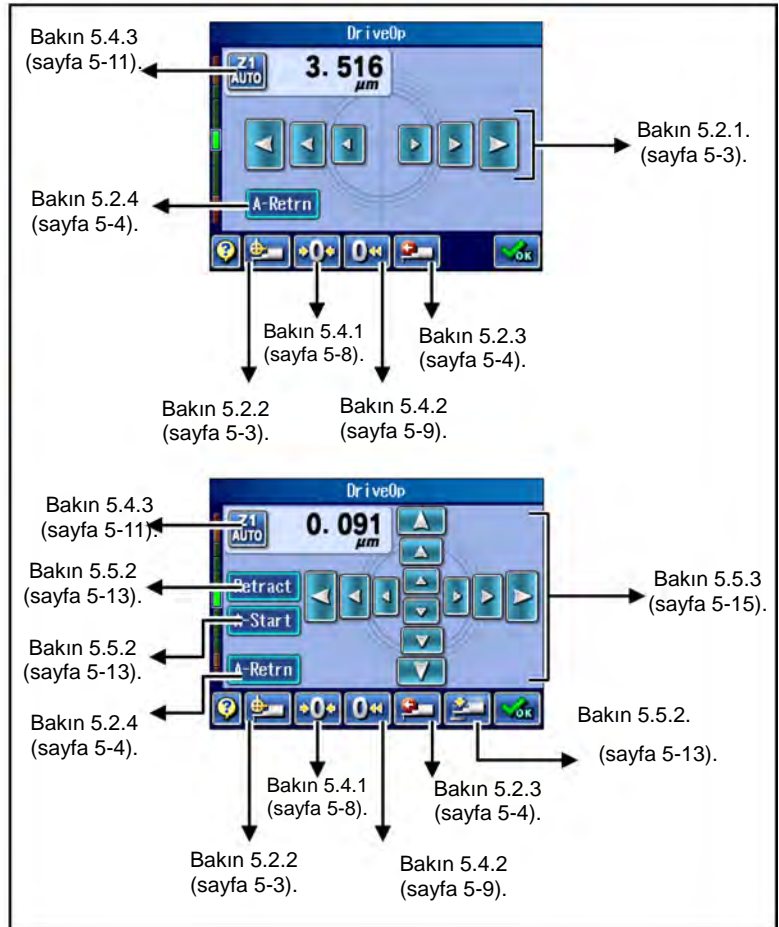 DriveOp
Bakın 5.4.3
(sayfa 5-11).
Z1
AUTO
3. 516
µm
Bakın 5.2.1.
(sayfa 5-3).
Bakın 5.2.4
(sayfa 5-4).
A-Retrn
? 0 0 OK
Bakın 5.4.1
(sayfa 5-8).
Bakın 5.2.3
(sayfa 5-4).
Bakın 5.2.2
(sayfa 5-3).
Bakın 5.4.2
(sayfa 5-9).
DriveOp
Bakın 5.4.3
(sayfa 5-11).
Z1
AUTO
0. 091
µm
Bakın 5.5.2
(sayfa 5-13).
Retract
Bakın 5.5.3
(sayfa 5-15).
A-Start
Bakın 5.5.2
(sayfa 5-13).
A-Retrn
Bakın 5.2.4
(sayfa 5-4).
? 0 0 OK
Bakın 5.5.2.
(sayfa 5-13).
Bakın 5.4.1
(sayfa 5-8).
Bakın 5.2.3
(sayfa 5-4).
Bakın 5.2.2
(sayfa 5-3).
Bakın 5.4.2
(sayfa 5-9).